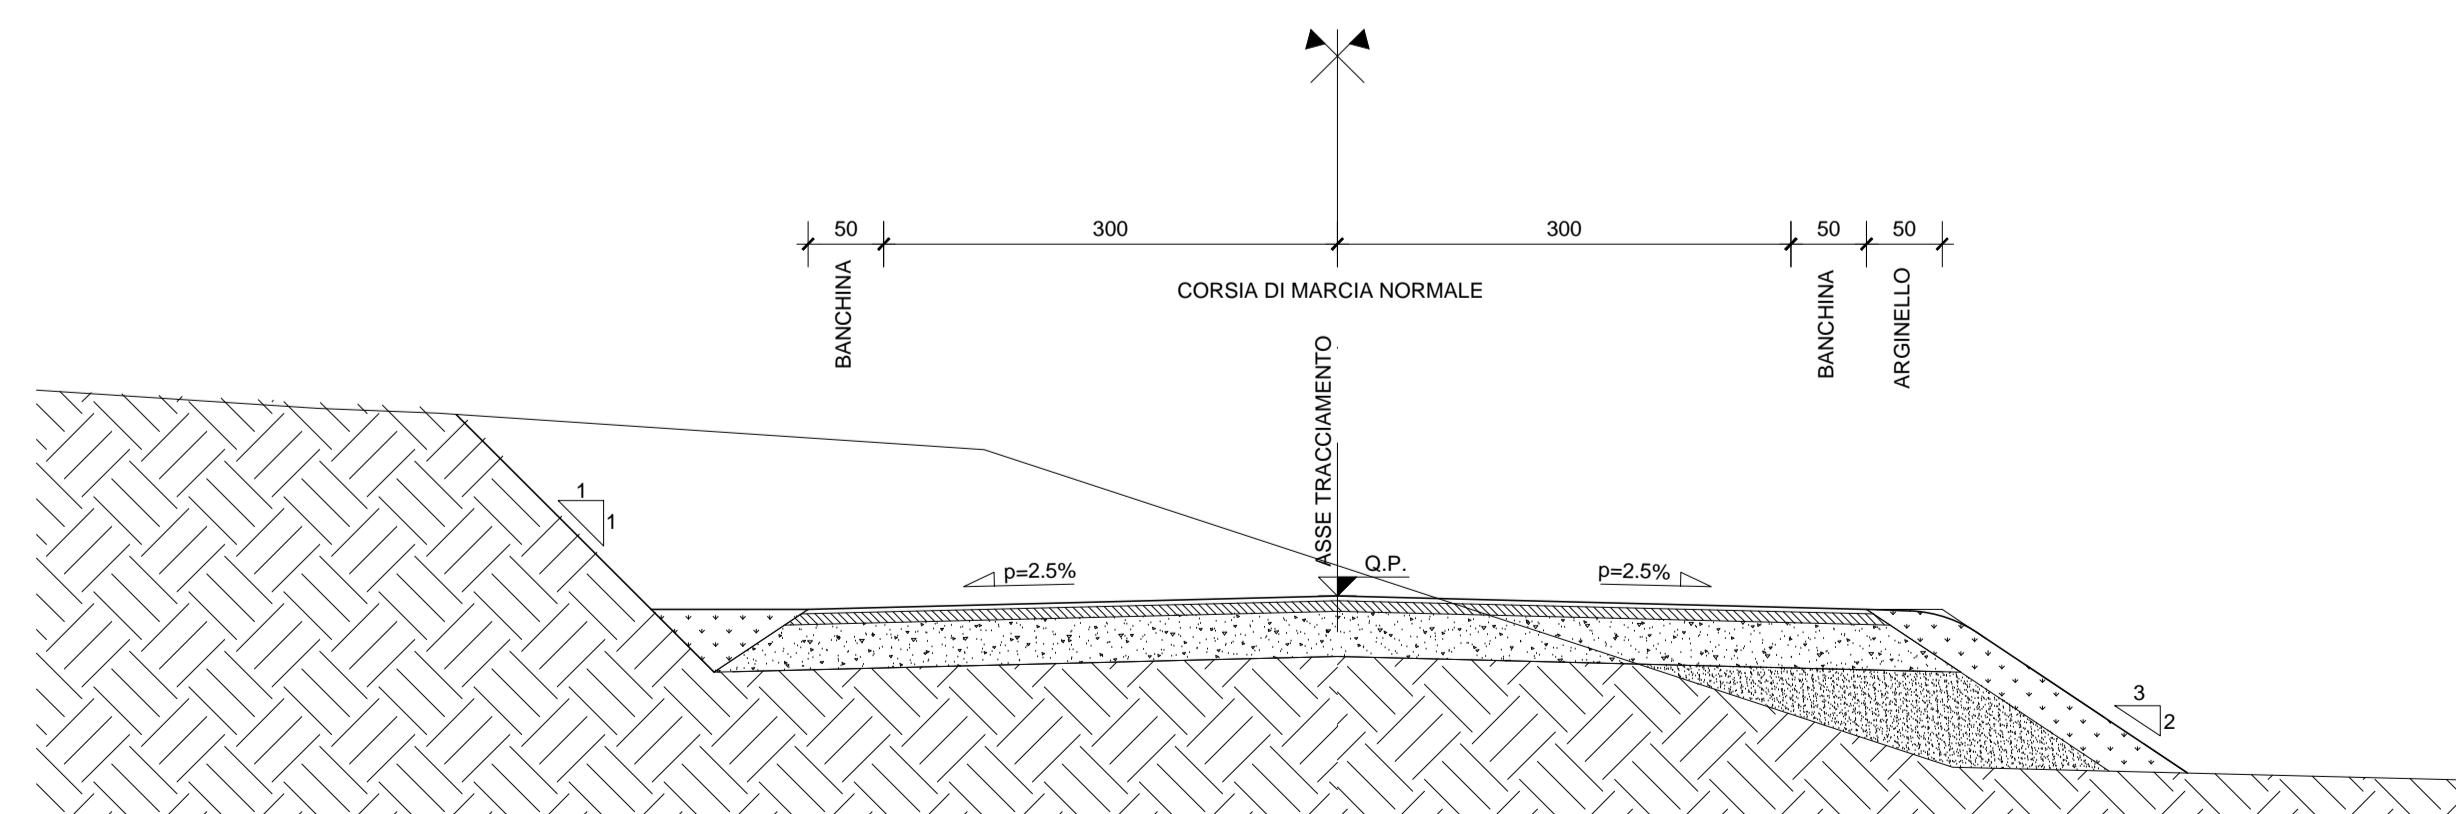 50
300
300
50
50
BANCHINA
CORSIA DI MARCIA NORMALE
BANCHINA
ARGINELLO
ASSE TRACCIAMENTO
1
1
p=2.5%
Q.P.
p=2.5%
3
2